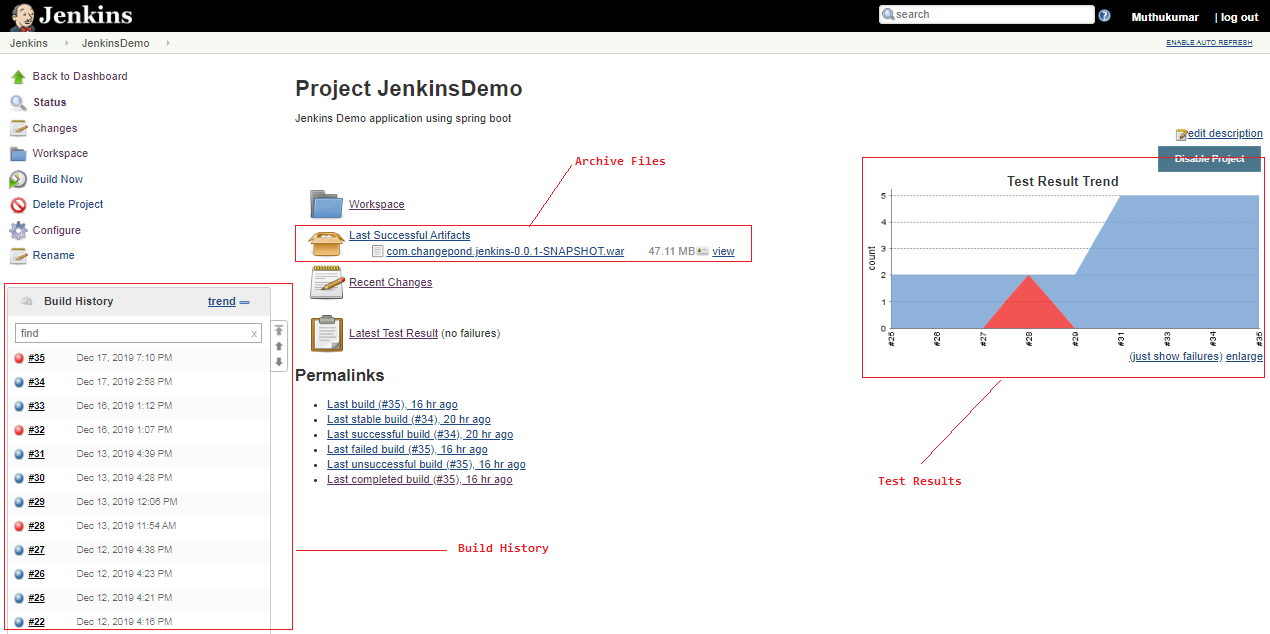 Jenkins
search
Muthukumar
| log out
Jenkins
JenkinsDemo
ENABLE AUTO REFRESH
Back to Dashboard
Status
Changes
Workspace
Build Now
Delete Project
Configure
Rename
Build History
trend
find
x
#35 Dec 17, 2019 7:10 PM
#34 Dec 17, 2019 2:58 PM
#33 Dec 16, 2019 1:12 PM
#32 Dec 16, 2019 1:07 PM
#31 Dec 13, 2019 4:39 PM
#30 Dec 13, 2019 4:28 PM
#29 Dec 13, 2019 12:06 PM
#28 Dec 13, 2019 11:54 AM
#27 Dec 12, 2019 4:38 PM
#26 Dec 12, 2019 4:23 PM
#25 Dec 12, 2019 4:21 PM
#22 Dec 12, 2019 4:16 PM
Project JenkinsDemo
Jenkins Demo application using spring boot
Archive Files
Workspace
Last Successful Artifacts
com.changepond.jenkins-0.0.1-SNAPSHOT.war 47.11 MB view
Recent Changes
Latest Test Result (no failures)
Permalinks
Last build (#35), 16 hr ago
Last stable build (#34), 20 hr ago
Last successful build (#34), 20 hr ago
Last failed build (#35), 16 hr ago
Last unsuccessful build (#35), 16 hr ago
Last completed build (#35), 16 hr ago
Build History
edit description
Disable Project
Test Result Trend
count
5
4
3
2
1
0
#25
#26
#27
#28
#29
#31
#33
#34
#35
(just show failures) enlarge
Test Results